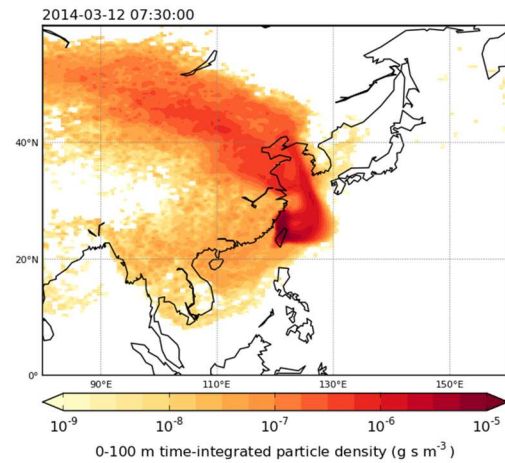 2014-03-12 07:30:00
40°N
20°N
0°
90°E 110°E 130°E 150°E
10⁻⁹ 10⁻⁸ 10⁻⁷ 10⁻⁶ 10⁻⁵
0-100 m time-integrated particle density (g s m⁻³)